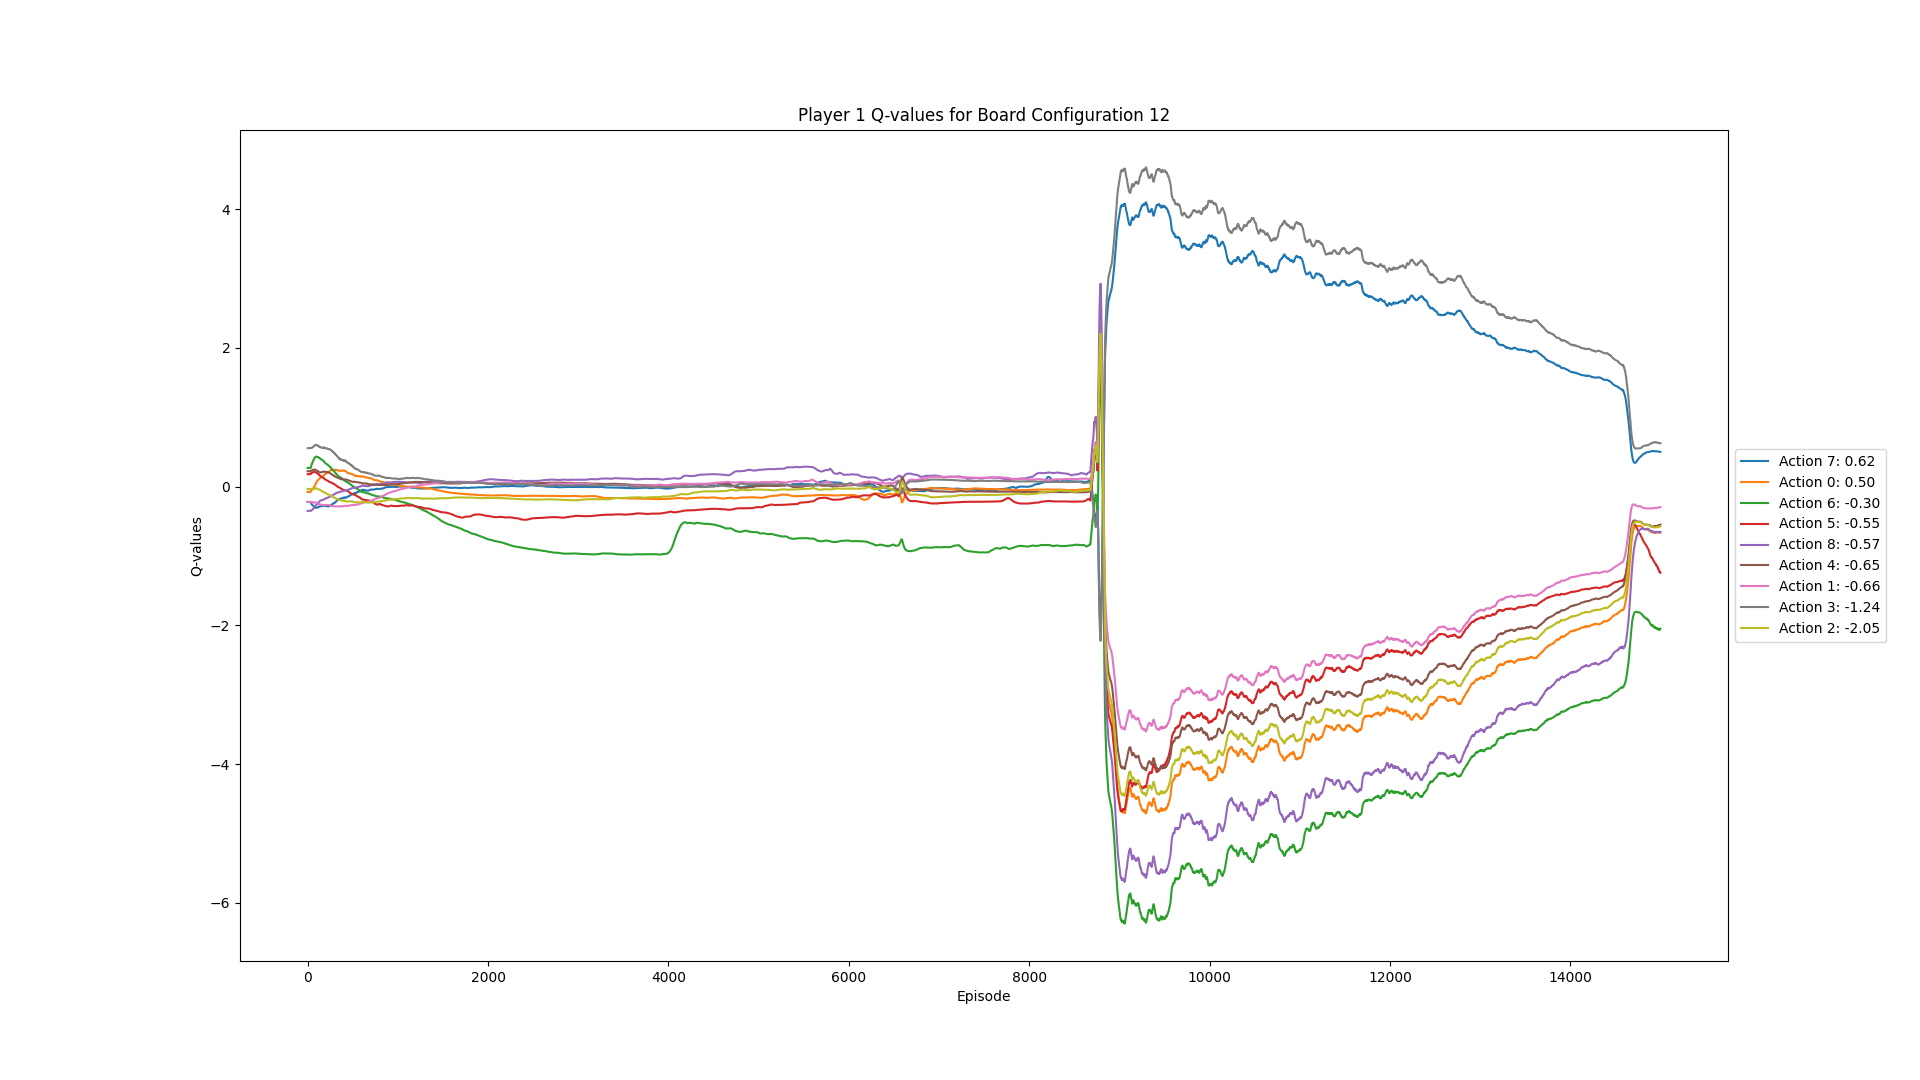 Player 1 Q-values for Board Configuration 12
Q-values
4
2
0
−2
−4
−6
0 2000 4000 6000 8000 10000 12000 14000
Episode
Action 7: 0.62
Action 0: 0.50
Action 6: -0.30
Action 5: -0.55
Action 8: -0.57
Action 4: -0.65
Action 1: -0.66
Action 3: -1.24
Action 2: -2.05